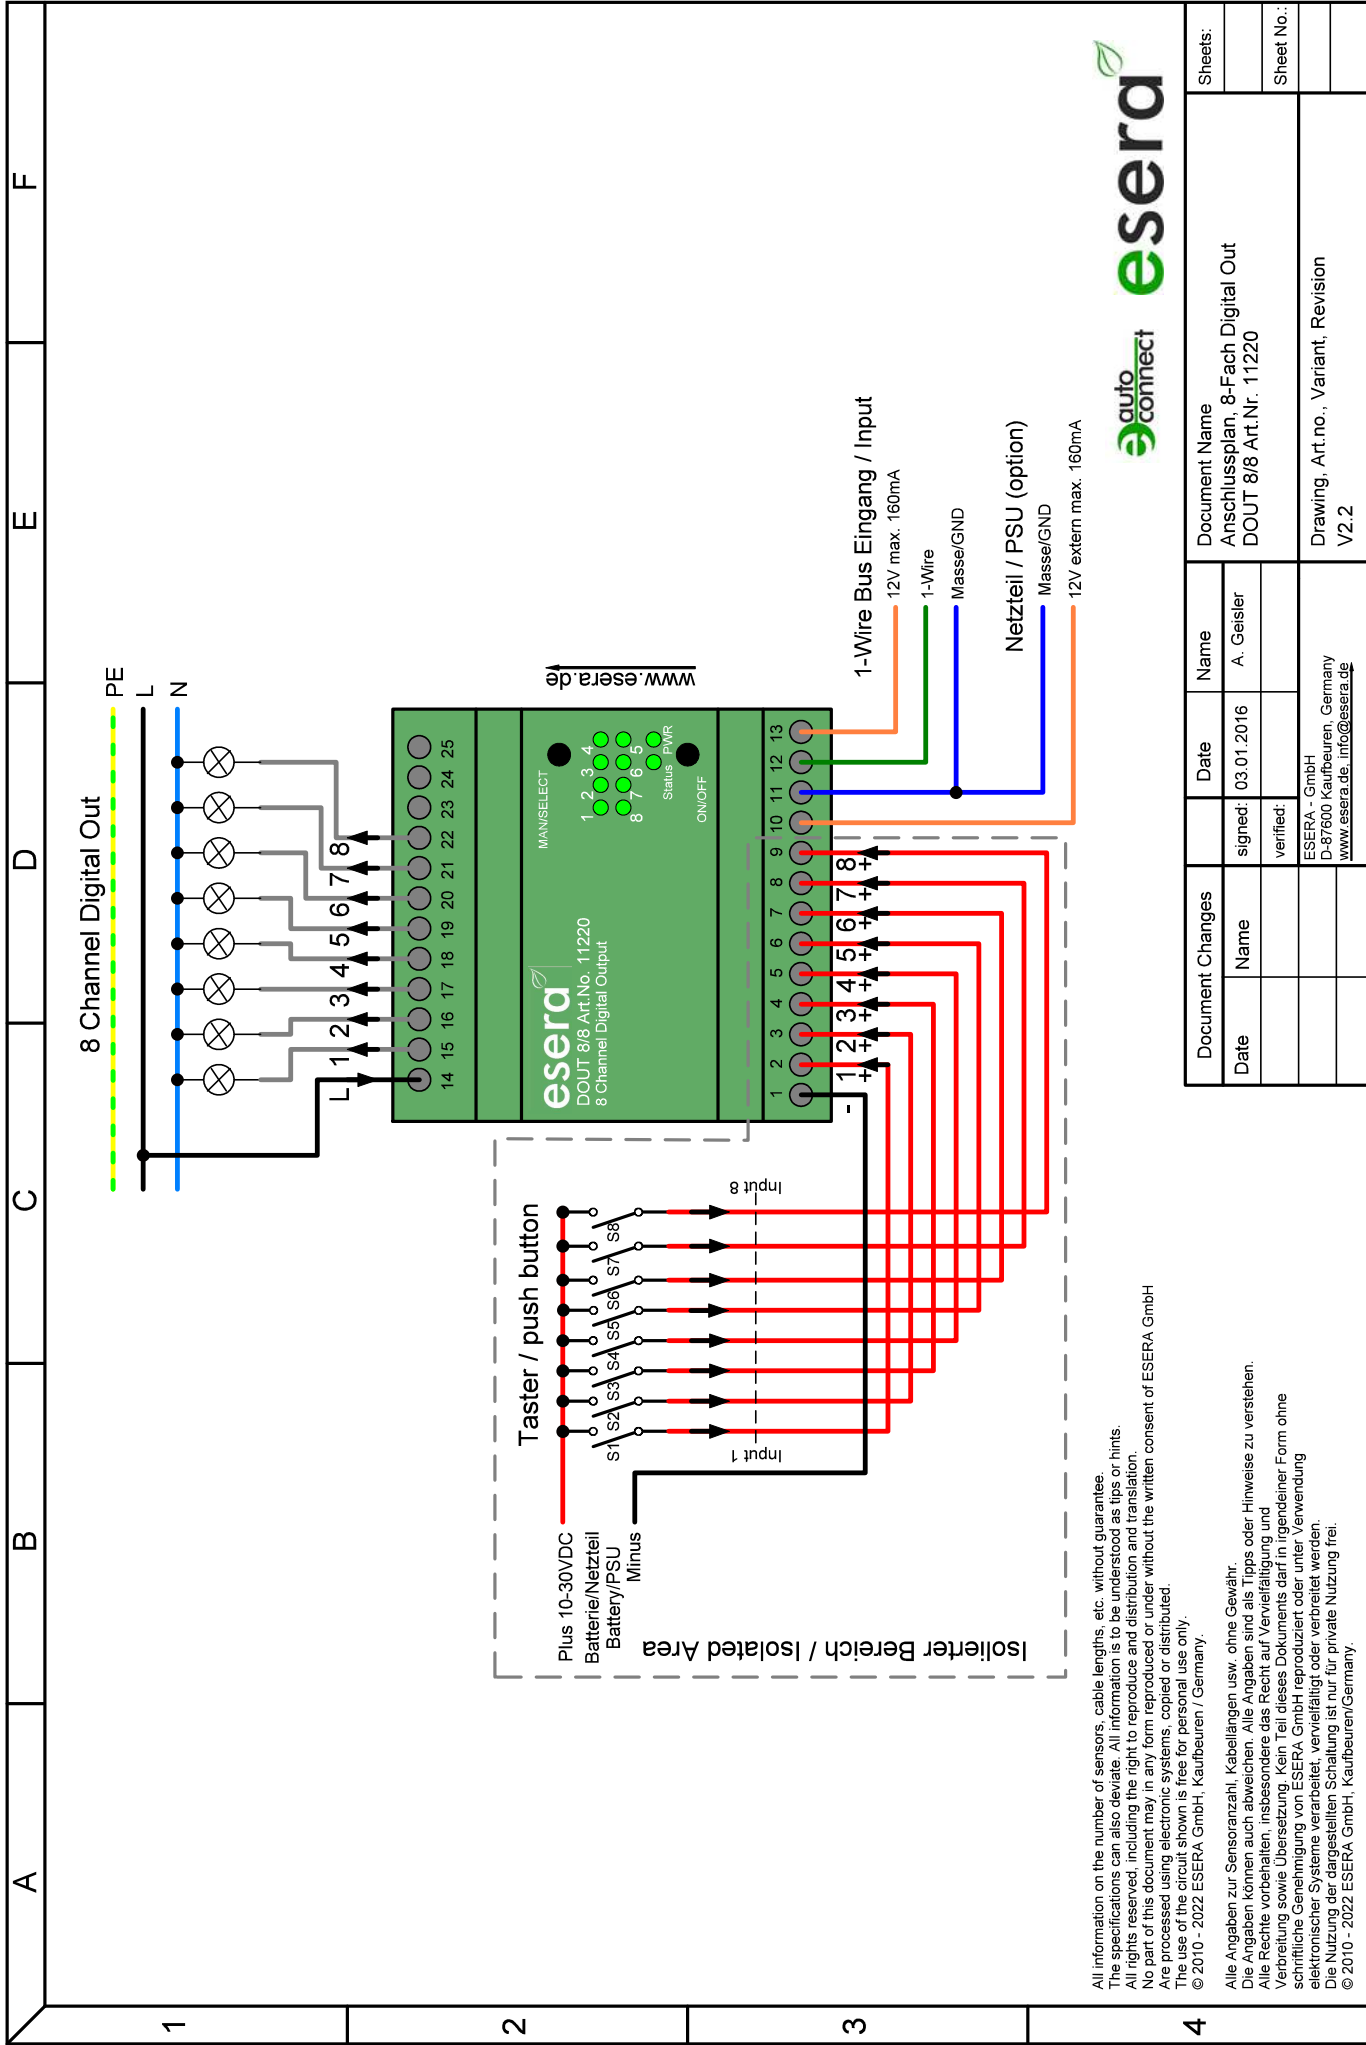 A
B
C
D
E
F
1
2
3
4
8 Channel Digital Out
PE
L
N
L 1 2 3 4 5 6 7 8
14 15 16 17 18 19 20 21 22 23 24 25
esera
DOUT 8/8 Art.No. 11220
8 Channel Digital Output
MAN/SELECT
1 2 3 4
8 7 6 5
Status PWR
ON/OFF
www.esera.de
1 2 3 4 5 6 7 8 9 10 11 12 13
- 1 2 3 4 5 6 7 8
+ + + + + + + +
Taster / push button
Plus 10-30VDC
Batterie/Netzteil
Battery/PSU
Minus
S1 S2 S3 S4 S5 S6 S7 S8
Input 1
Input 8
Isolierter Bereich / Isolated Area
1-Wire Bus Eingang / Input
12V max. 160mA
1-Wire
Masse/GND
Netzteil / PSU (option)
Masse/GND
12V extern max. 160mA
auto
connect
esera
All information on the number of sensors, cable lengths, etc. without guarantee.
The specifications can also deviate. All information is to be understood as tips or hints.
All rights reserved, including the right to reproduce and distribution and translation.
No part of this document may in any form reproduced or under without the written consent of ESERA GmbH
Are processed using electronic systems, copied or distributed.
The use of the circuit shown is free for personal use only.
© 2010 - 2022 ESERA GmbH, Kaufbeuren / Germany.
Alle Angaben zur Sensoranzahl, Kabellängen usw. ohne Gewähr.
Die Angaben können auch abweichen. Alle Angaben sind als Tipps oder Hinweise zu verstehen.
Alle Rechte vorbehalten, insbesondere das Recht auf Vervielfältigung und
Verbreitung sowie Übersetzung. Kein Teil dieses Dokuments darf in irgendeiner Form ohne
schriftliche Genehmigung von ESERA GmbH reproduziert oder unter Verwendung
elektronischer Systeme verarbeitet, vervielfältigt oder verbreitet werden.
Die Nutzung der dargestellten Schaltung ist nur für private Nutzung frei.
© 2010 - 2022 ESERA GmbH, Kaufbeuren/Germany.
Document Changes
Date Name
Date Name
signed: 03.01.2016 A. Geisler
verified:
ESERA - GmbH
D-87600 Kaufbeuren, Germany
www.esera.de, info@esera.de
Document Name
Anschlussplan, 8-Fach Digital Out
DOUT 8/8 Art.Nr. 11220
Drawing, Art.no., Variant, Revision
V2.2
Sheets:
Sheet No.: